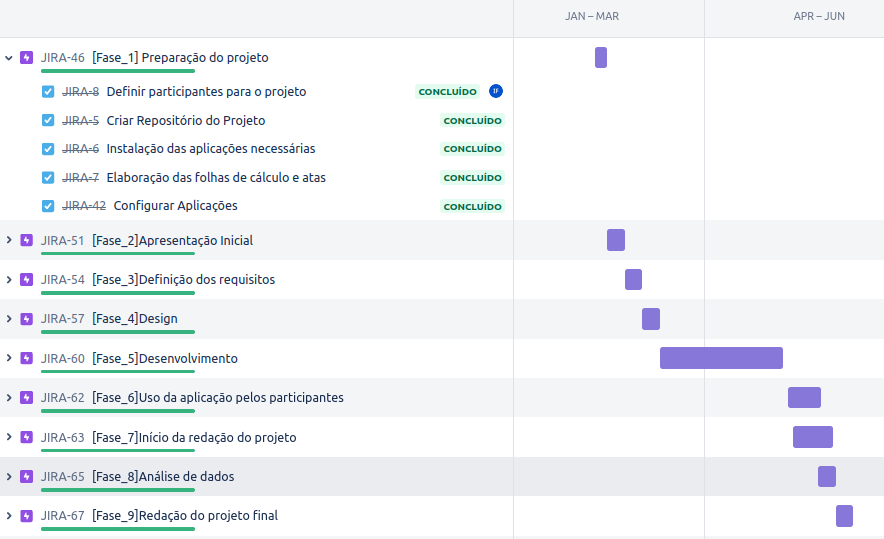 JAN – MAR APR – JUN
JIRA-46 [Fase_1] Preparação do projeto
JIRA-8 Definir participantes para o projeto CONCLUÍDO IF
JIRA-5 Criar Repositório do Projeto CONCLUÍDO
JIRA-6 Instalação das aplicações necessárias CONCLUÍDO
JIRA-7 Elaboração das folhas de cálculo e atas CONCLUÍDO
JIRA-42 Configurar Aplicações CONCLUÍDO
JIRA-51 [Fase_2]Apresentação Inicial
JIRA-54 [Fase_3]Definição dos requisitos
JIRA-57 [Fase_4]Design
JIRA-60 [Fase_5]Desenvolvimento
JIRA-62 [Fase_6]Uso da aplicação pelos participantes
JIRA-63 [Fase_7]Início da redação do projeto
JIRA-65 [Fase_8]Análise de dados
JIRA-67 [Fase_9]Redação do projeto final